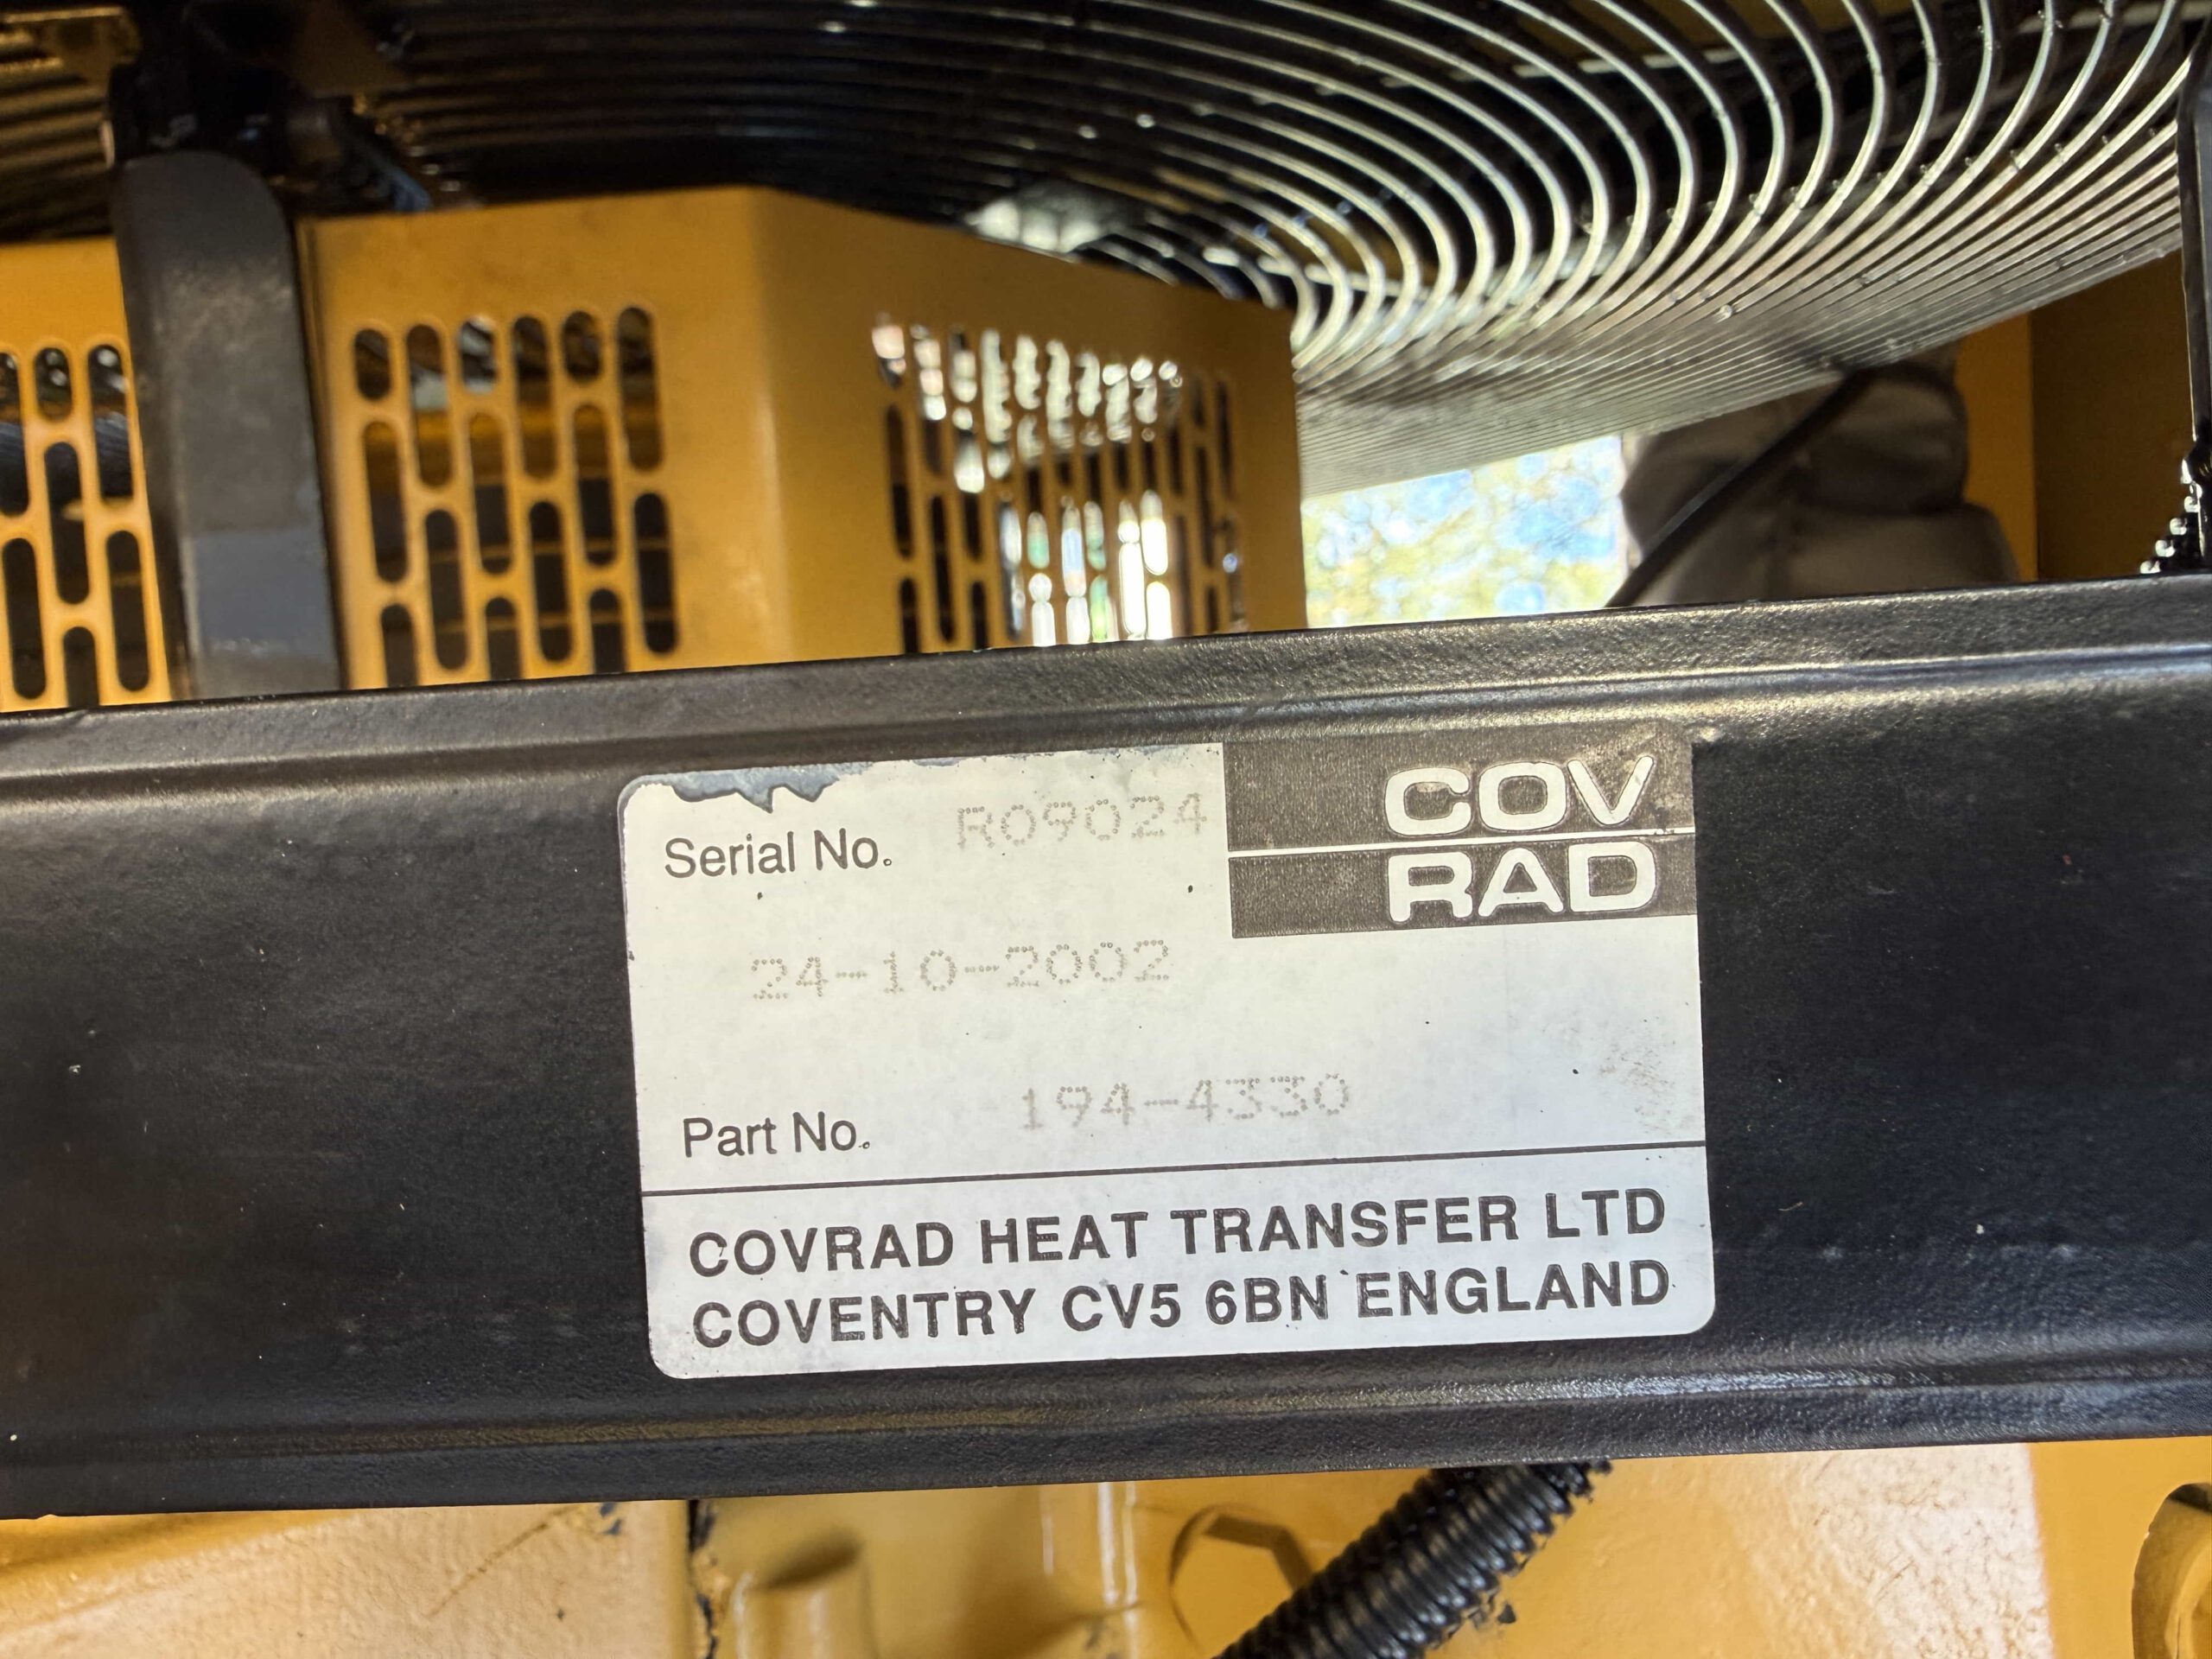 Serial No. R09024
COV
RAD
24-10-2002
Part No. 194-4330
COVRAD HEAT TRANSFER LTD
COVENTRY CV5 6BN ENGLAND